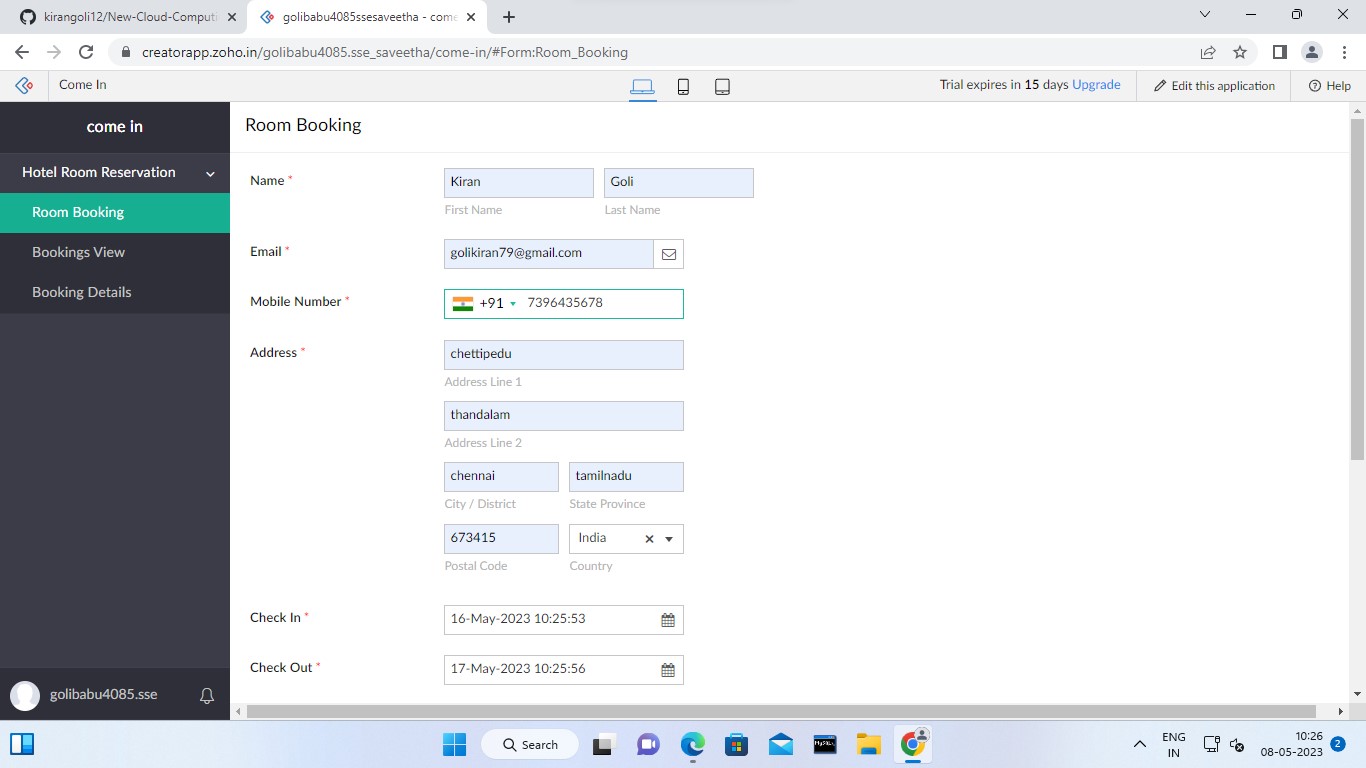 kirangoli12/New-Cloud-Computi
golibabu4085ssesaveetha - come
creatorapp.zoho.in/golibabu4085.sse_saveetha/come-in/#Form:Room_Booking
Come In
Trial expires in 15 days Upgrade
Edit this application
Help
come in
Hotel Room Reservation
Room Booking
Bookings View
Booking Details
golibabu4085.sse
Room Booking
Name *
Kiran
Goli
First Name
Last Name
Email *
golikiran79@gmail.com
Mobile Number *
+91 7396435678
Address *
chettipedu
Address Line 1
thandalam
Address Line 2
chennai
tamilnadu
City / District
State Province
673415
India
Postal Code
Country
Check In *
16-May-2023 10:25:53
Check Out *
17-May-2023 10:25:56
Search
MySQL
ENG
IN
10:26
08-05-2023
2